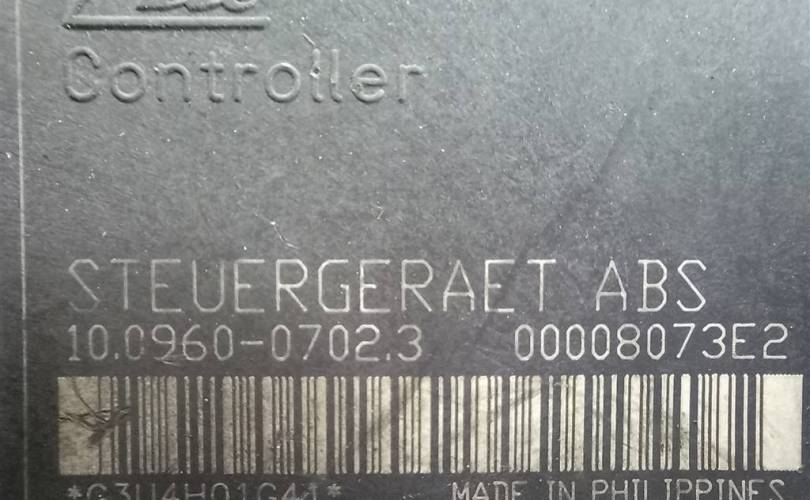 Controller
STEUERGERAET ABS
10.0960-0702.3 00008073E2
MADE IN PHILIPPINES